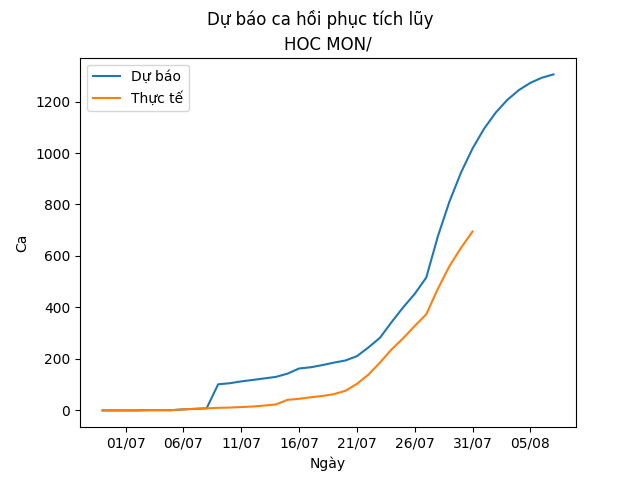 Dự báo ca hồi phục tích lũy
HOC MON/
Dự báo
Thực tế
Ca
1200
1000
800
600
400
200
0
01/07 06/07 11/07 16/07 21/07 26/07 31/07 05/08
Ngày